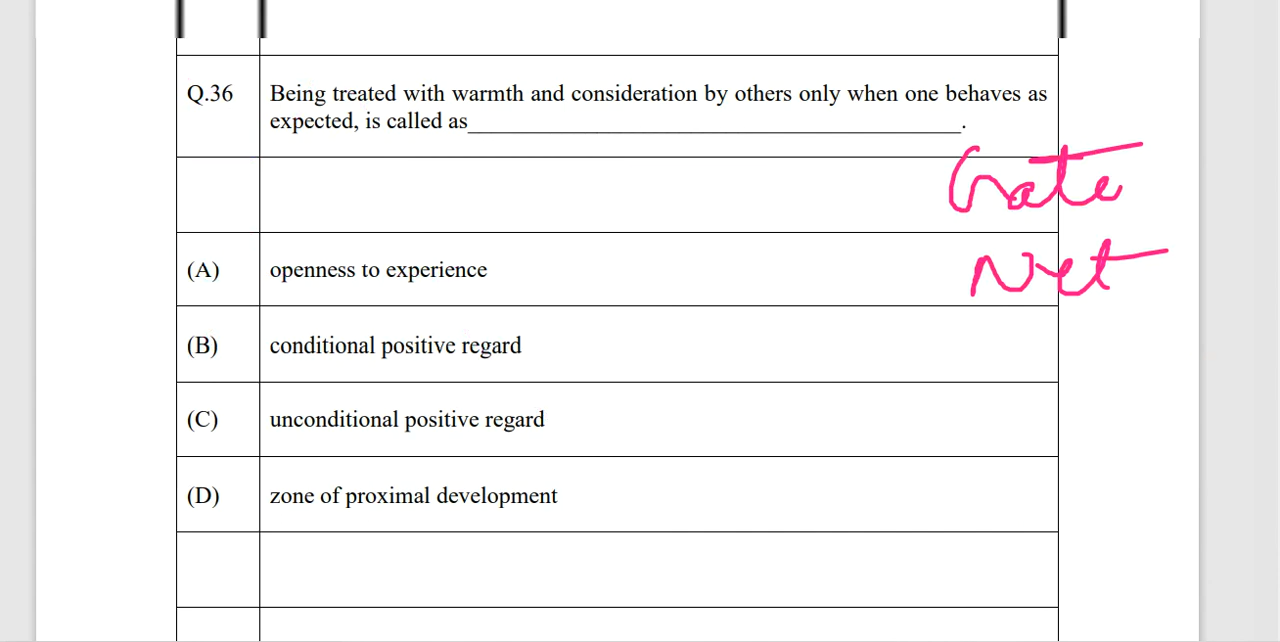 Q.36 Being treated with warmth and consideration by others only when one behaves as
expected, is called as_________________________________________.
Gate
(A) openness to experience
Net
(B) conditional positive regard
(C) unconditional positive regard
(D) zone of proximal development